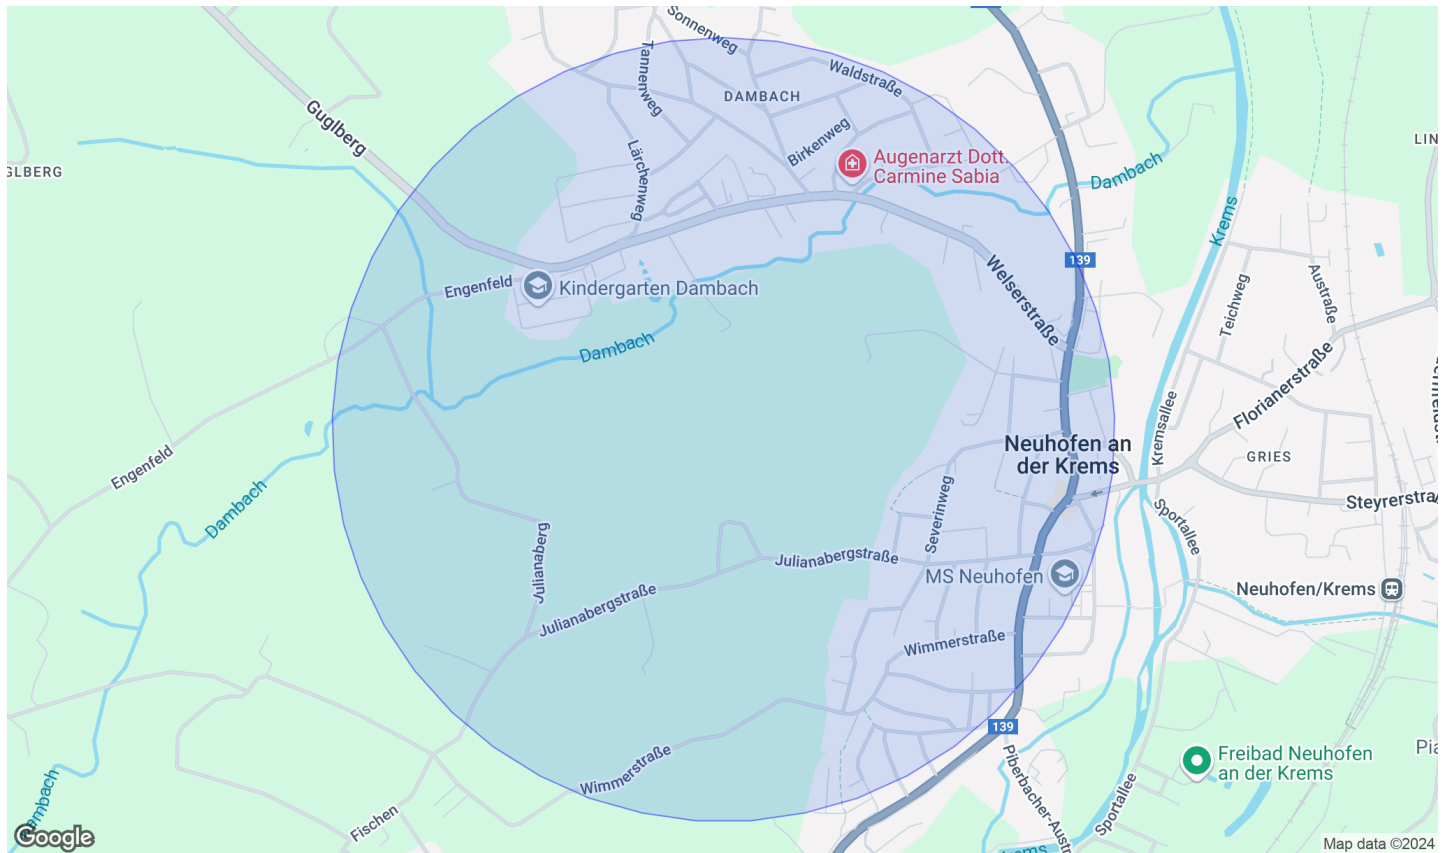 Sonnenweg
Tannenweg
Waldstraße
DAMBACH
Guglberg
Birkenweg
Lärchenweg
Augenarzt Dott.
Carmine Sabia
LIN
GLBERG
Dambach
Krems
139
Welserstraße
Engenfeld
Kindergarten Dambach
Teichweg
Austraße
Dambach
Florianerstraße
Kremsallee
Neuhofen an
der Krems
GRIES
Engenfeld
Dambach
Severinweg
Steyrerstra
Sportallee
Julianaberg
Julianabergstraße
MS Neuhofen
Neuhofen/Krems
Julianabergstraße
Wimmerstraße
139
Pia
Freibad Neuhofen
an der Krems
Wimmerstraße
Piberbacher-Austr
Sportallee
Fischen
mbach
Krems
Google
Map data ©2024